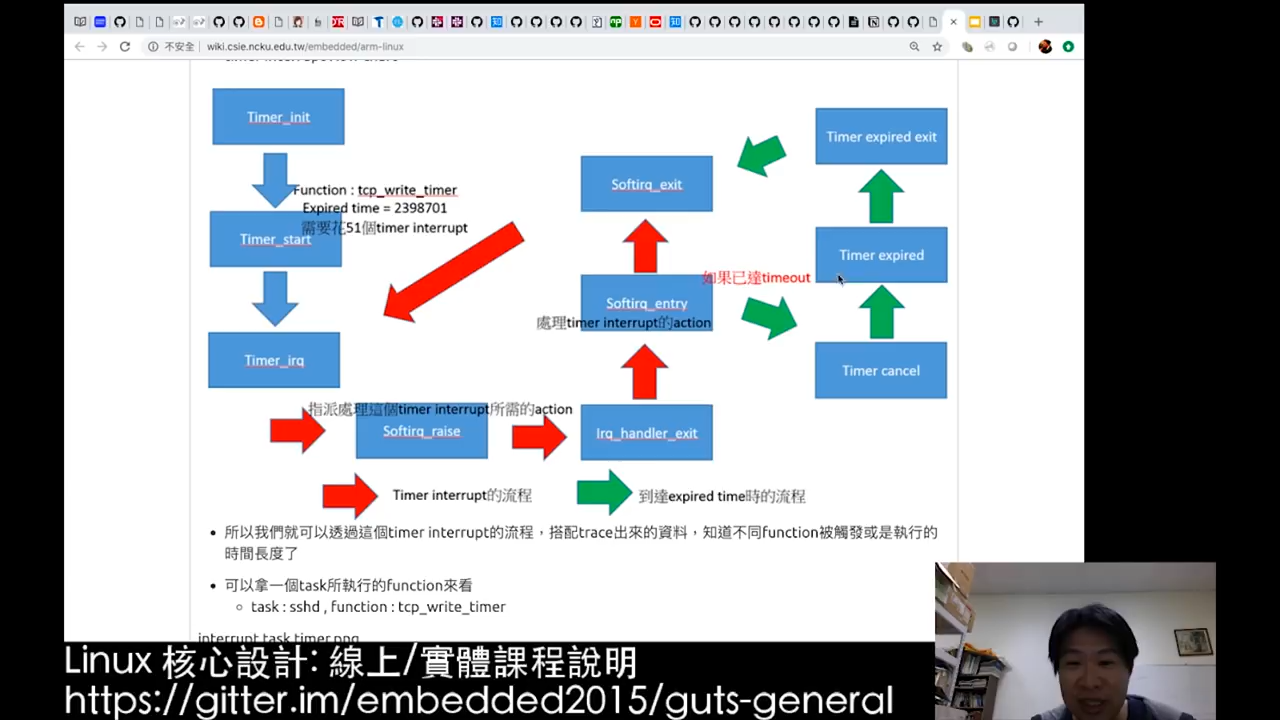 不安全 wiki.csie.ncku.edu.tw/embedded/arm-linux
Timer_init
Timer expired exit
Softirq_exit
Function : tcp_write_timer
Expired time = 2398701
需要花51個timer interrupt
Timer_start
Timer expired
如果已達timeout
Softirq_entry
處理timer interrupt的action
Timer_irq
Timer cancel
指派處理這個timer interrupt所需的action
Softirq_raise
Irq_handler_exit
Timer interrupt的流程
到達expired time時的流程
所以我們就可以透過這個timer interrupt的流程，搭配trace出來的資料，知道不同function被觸發或是執行的
時間長度了
可以拿一個task所執行的function來看
task : sshd , function : tcp_write_timer
interrupt task timer.png
Linux 核心設計: 線上/實體課程說明
https://gitter.im/embedded2015/guts-general